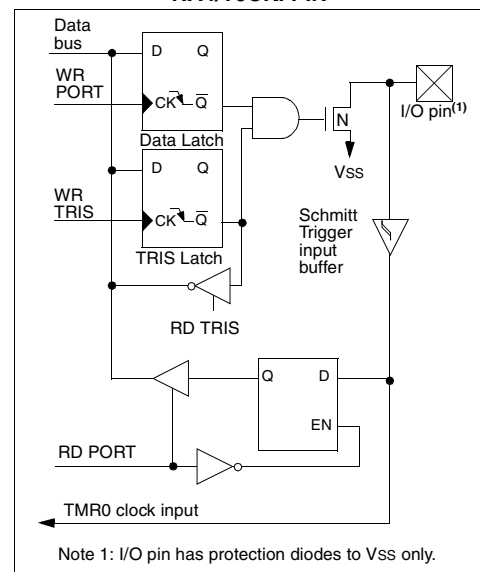 RA4/T0CKI PIN
Data
bus
D Q
WR
PORT
CK Q
Data Latch
D Q
WR
TRIS
CK Q
TRIS Latch
N
I/O pin(1)
VSS
Schmitt
Trigger
input
buffer
RD TRIS
Q D
EN
RD PORT
TMR0 clock input
Note 1: I/O pin has protection diodes to VSS only.